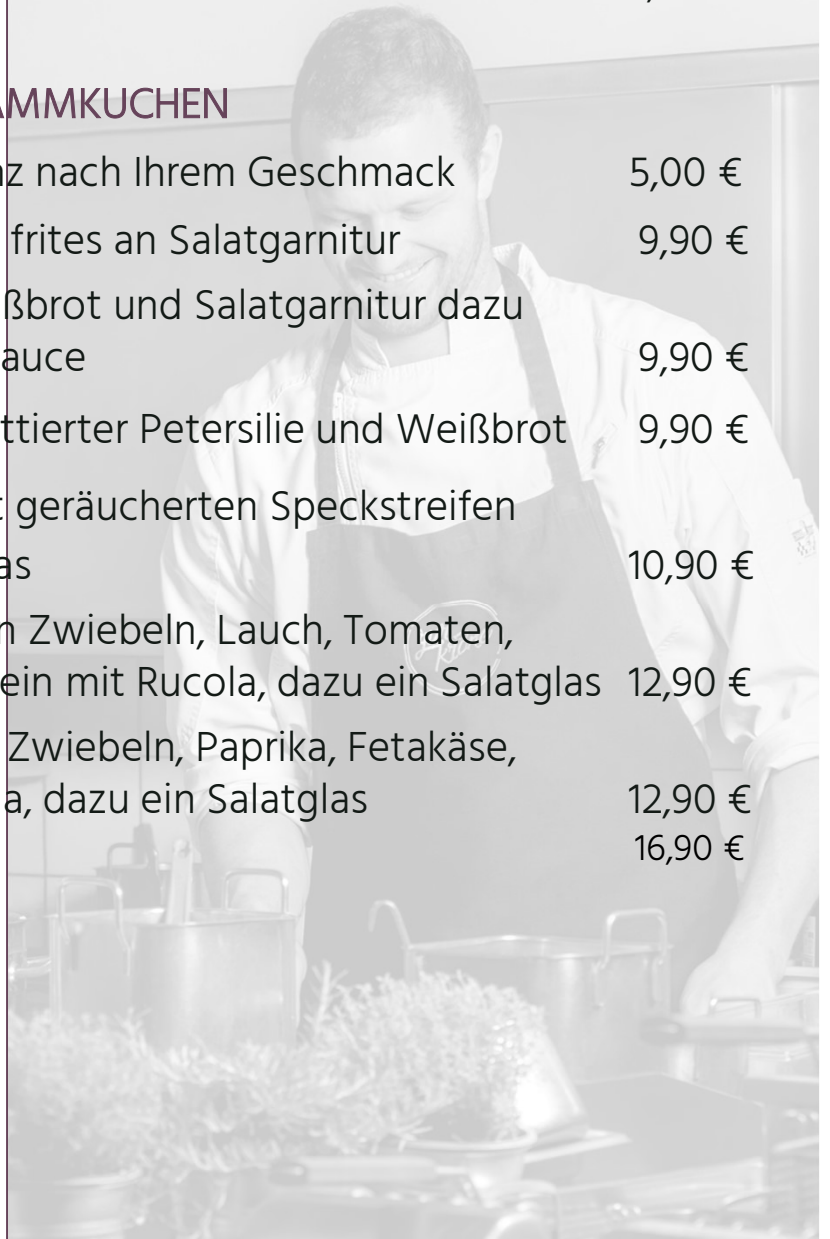 AMMKUCHEN
nz nach Ihrem Geschmack 5,00 €
frites an Salatgarnitur 9,90 €
ißbrot und Salatgarnitur dazu
auce 9,90 €
ttierter Petersilie und Weißbrot 9,90 €
t geräucherten Speckstreifen
as 10,90 €
n Zwiebeln, Lauch, Tomaten,
ein mit Rucola, dazu ein Salatglas 12,90 €
Zwiebeln, Paprika, Fetakäse,
a, dazu ein Salatglas 12,90 €
16,90 €